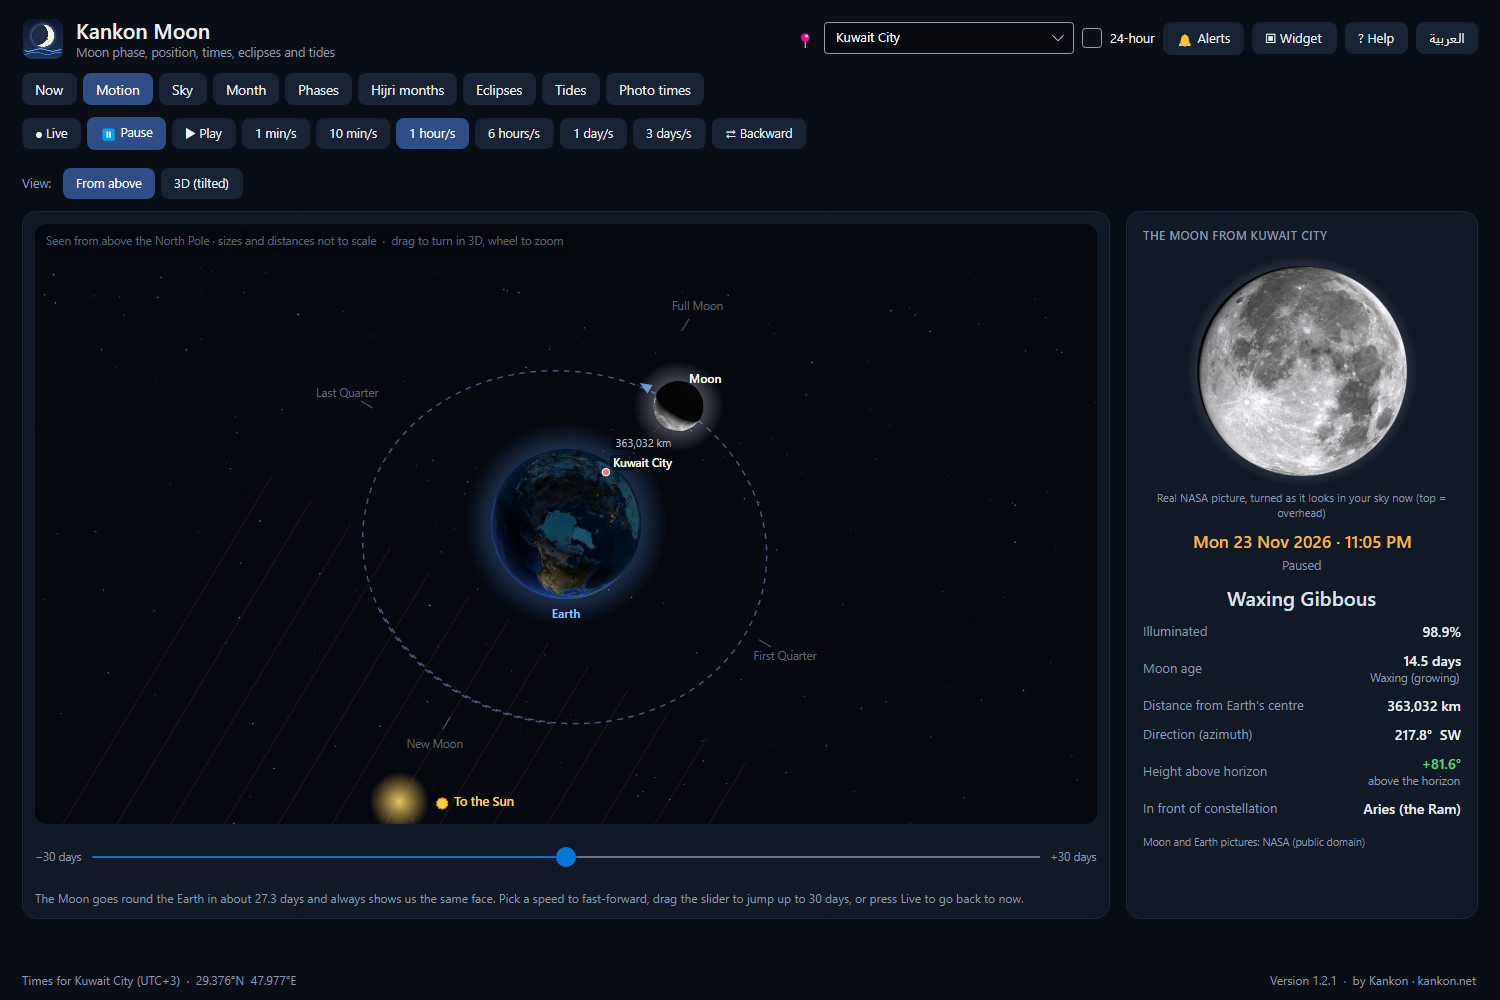 Kankon Moon
Moon phase, position, times, eclipses and tides
Kuwait City
24-hour
Alerts
Widget
? Help
العربية
Now
Motion
Sky
Month
Phases
Hijri months
Eclipses
Tides
Photo times
Live
Pause
Play
1 min/s
10 min/s
1 hour/s
6 hours/s
1 day/s
3 days/s
⇄ Backward
View:
From above
3D (tilted)
Seen from above the North Pole · sizes and distances not to scale · drag to turn in 3D, wheel to zoom
Full Moon
Moon
Last Quarter
363,032 km
Kuwait City
Earth
First Quarter
New Moon
To the Sun
−30 days
+30 days
The Moon goes round the Earth in about 27.3 days and always shows us the same face. Pick a speed to fast-forward, drag the slider to jump up to 30 days, or press Live to go back to now.
THE MOON FROM KUWAIT CITY
Real NASA picture, turned as it looks in your sky now (top =
overhead)
Mon 23 Nov 2026 · 11:05 PM
Paused
Waxing Gibbous
Illuminated
98.9%
Moon age
14.5 days
Waxing (growing)
Distance from Earth's centre
363,032 km
Direction (azimuth)
217.8° SW
Height above horizon
+81.6°
above the horizon
In front of constellation
Aries (the Ram)
Moon and Earth pictures: NASA (public domain)
Times for Kuwait City (UTC+3) · 29.376°N 47.977°E
Version 1.2.1 · by Kankon · kankon.net